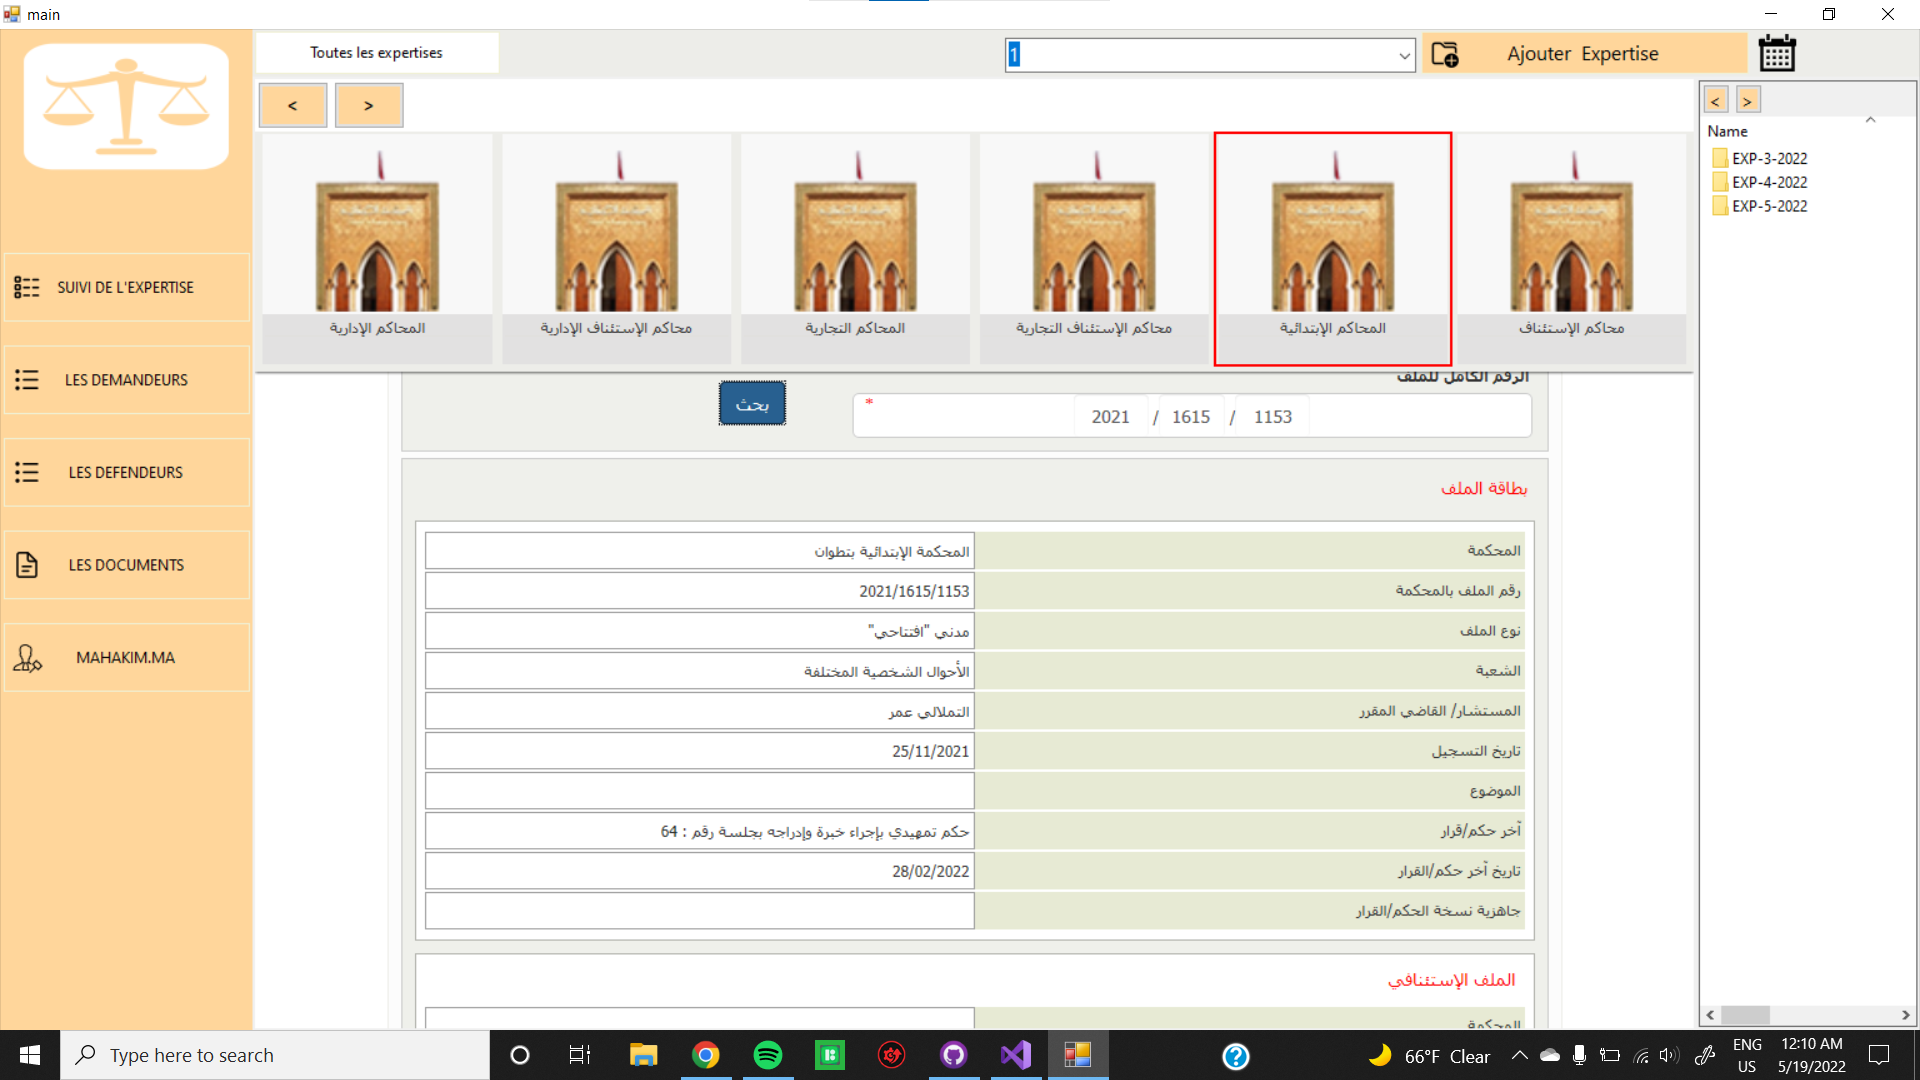 main
Toutes les expertises
1
Ajouter Expertise
< >
< >
Name
EXP-3-2022
EXP-4-2022
EXP-5-2022
SUIVI DE L'EXPERTISE
LES DEMANDEURS
LES DEFENDEURS
LES DOCUMENTS
MAHAKIM.MA
محاكم الإستئناف
المحاكم الإبتدائية
محاكم الإستئناف التجارية
المحاكم التجارية
محاكم الإستئناف الإدارية
المحاكم الإدارية
الرقم الكامل للملف
2021 / 1615 / 1153 *
بحث
بطاقة الملف
المحكمة المحكمة الإبتدائية بتطوان
رقم الملف بالمحكمة 2021/1615/1153
نوع الملف مدني "افتتاحي"
الشعبة الأحوال الشخصية المختلفة
المستشار/ القاضي المقرر التملالي عمر
تاريخ التسجيل 25/11/2021
الموضوع
آخر حكم/قرار حكم تمهيدي بإجراء خبرة وإدراجه بجلسة رقم : 64
تاريخ آخر حكم/القرار 28/02/2022
جاهزية نسخة الحكم/القرار
الملف الإستئنافي
المحكمة
Type here to search
66°F Clear
ENG
US
12:10 AM
5/19/2022